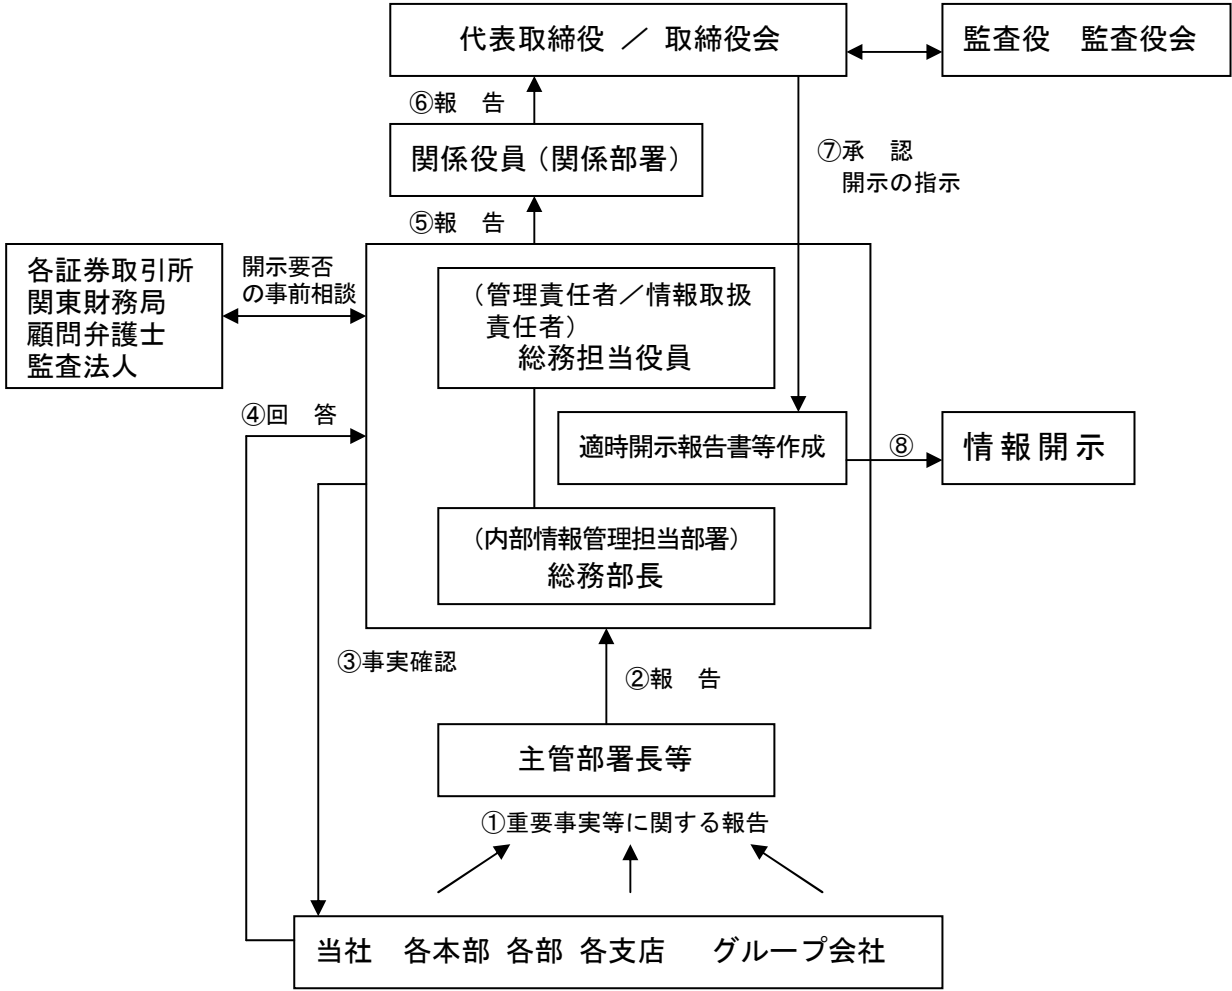 代表取締役 ／ 取締役会
監査役　監査役会
⑥報　告
関係役員（関係部署）
⑦承　認
開示の指示
⑤報　告
各証券取引所
関東財務局
顧問弁護士
監査法人
開示要否
の事前相談
（管理責任者／情報取扱
責任者）
総務担当役員
④回　答
適時開示報告書等作成
⑧
情報開示
（内部情報管理担当部署）
総務部長
③事実確認
②報　告
主管部署長等
①重要事実等に関する報告
当社　各本部 各部 各支店　グループ会社